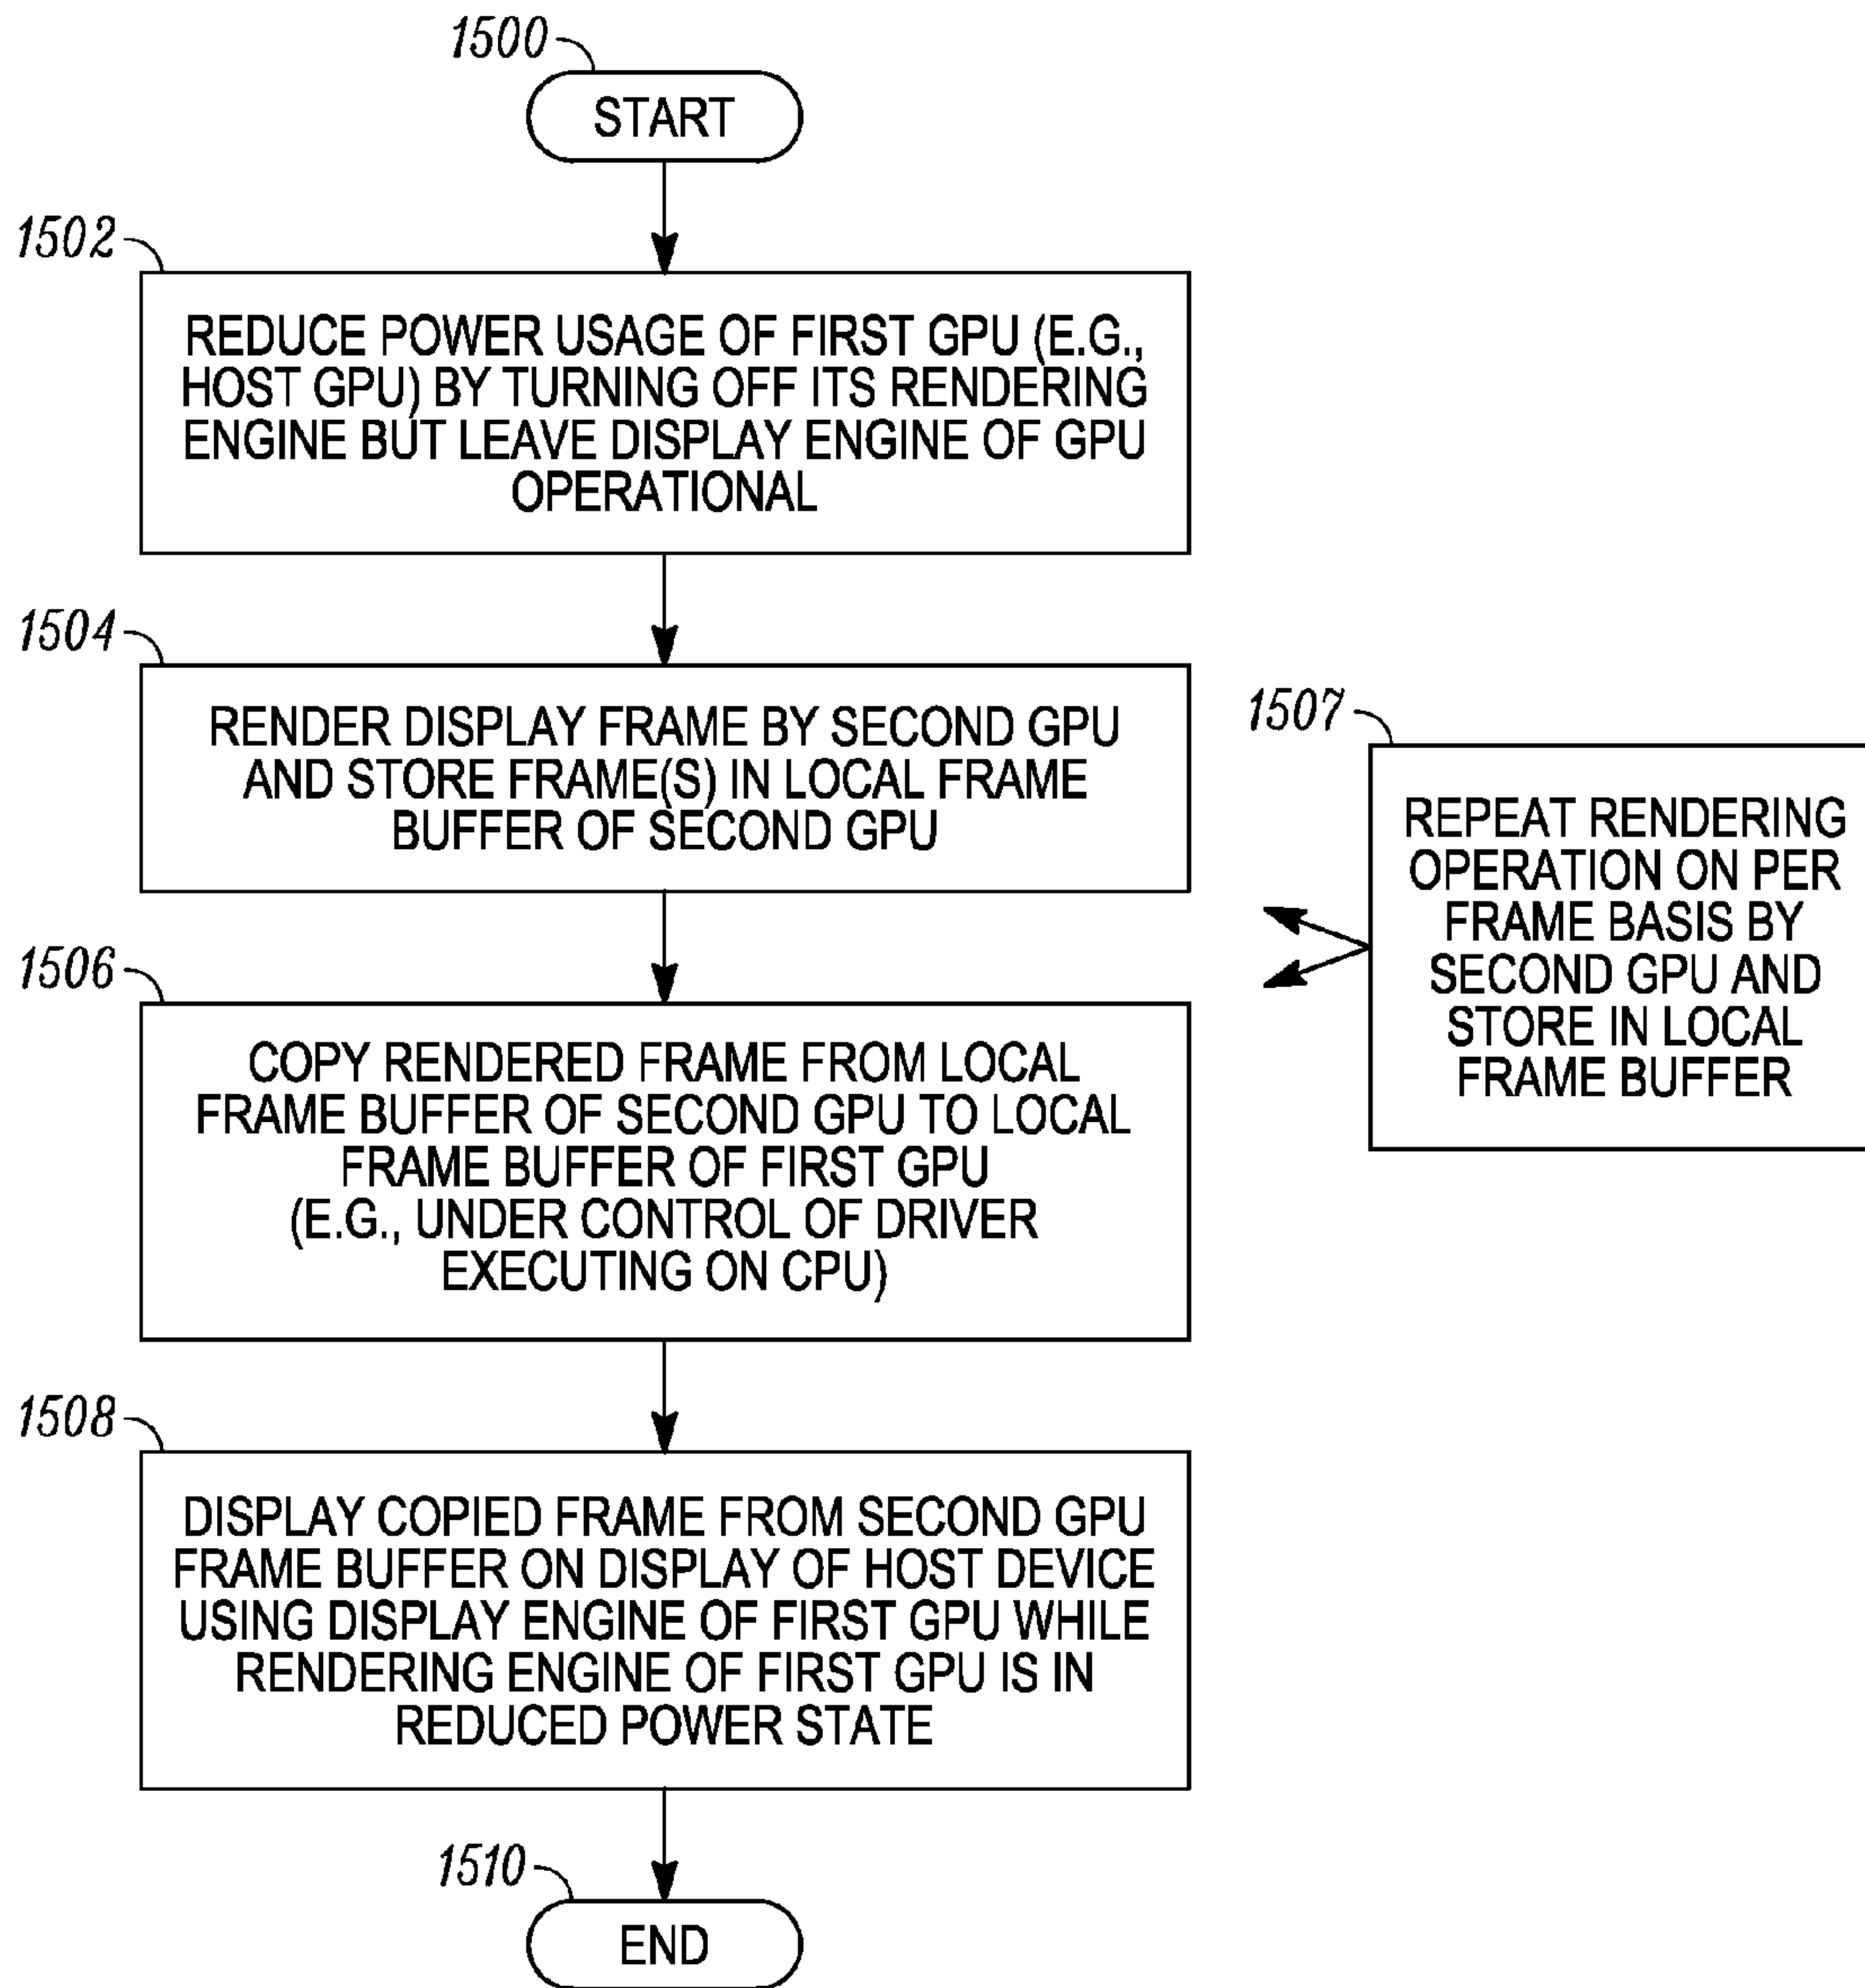 1500
START
1502
REDUCE POWER USAGE OF FIRST GPU (E.G.,
HOST GPU) BY TURNING OFF ITS RENDERING
ENGINE BUT LEAVE DISPLAY ENGINE OF GPU
OPERATIONAL
1504
RENDER DISPLAY FRAME BY SECOND GPU
AND STORE FRAME(S) IN LOCAL FRAME
BUFFER OF SECOND GPU
1507
REPEAT RENDERING
OPERATION ON PER
FRAME BASIS BY
SECOND GPU AND
STORE IN LOCAL
FRAME BUFFER
1506
COPY RENDERED FRAME FROM LOCAL
FRAME BUFFER OF SECOND GPU TO LOCAL
FRAME BUFFER OF FIRST GPU
(E.G., UNDER CONTROL OF DRIVER
EXECUTING ON CPU)
1508
DISPLAY COPIED FRAME FROM SECOND GPU
FRAME BUFFER ON DISPLAY OF HOST DEVICE
USING DISPLAY ENGINE OF FIRST GPU WHILE
RENDERING ENGINE OF FIRST GPU IS IN
REDUCED POWER STATE
1510
END